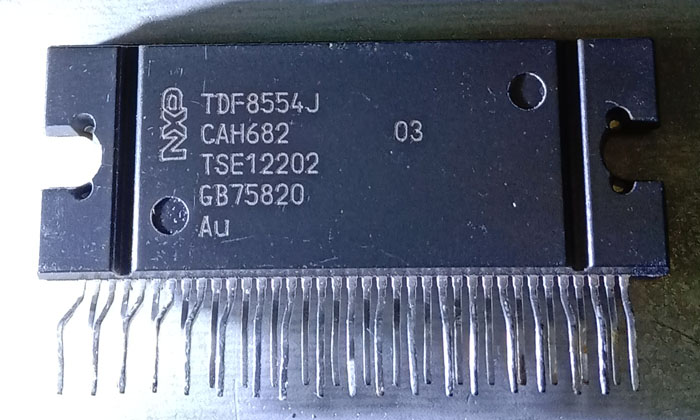 NXP
TDF8554J
CAH682 03
TSE12202
GB75820
Au